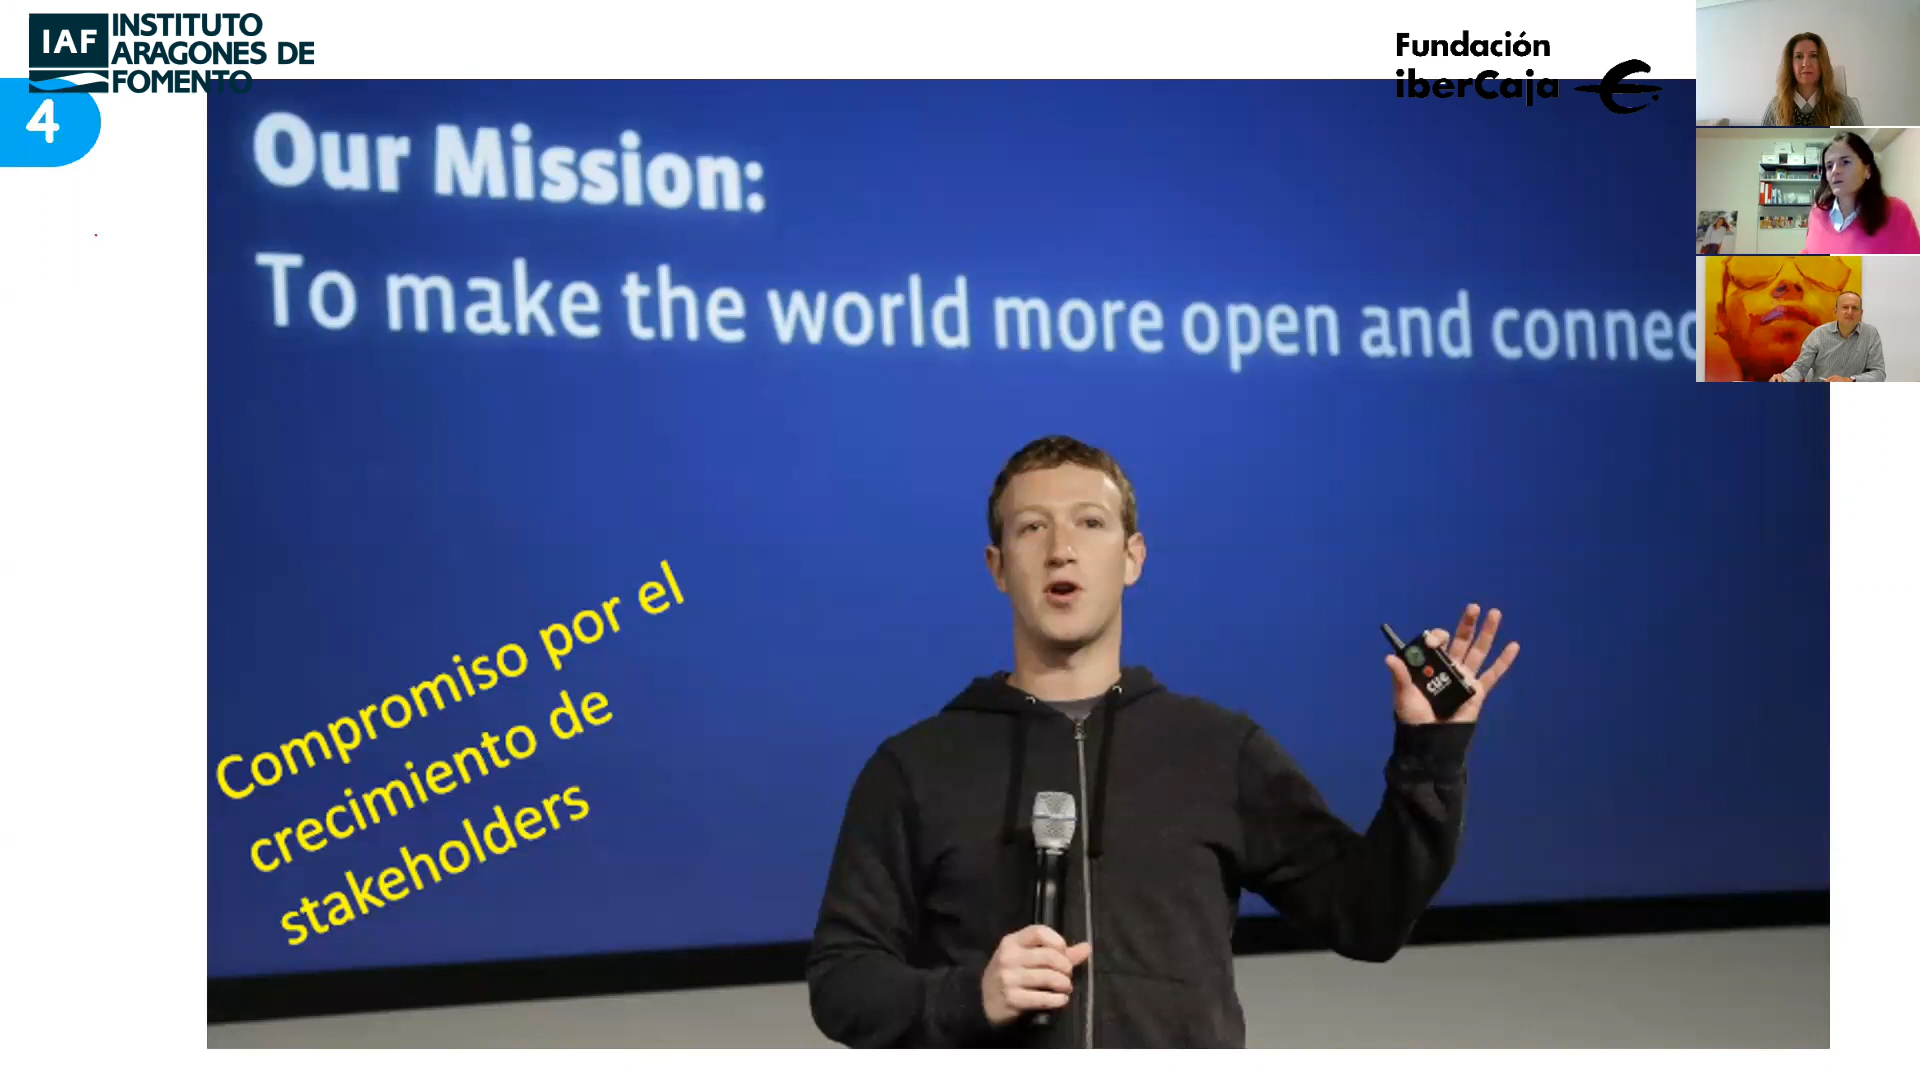 IAF
INSTITUTO
ARAGONES DE
FOMENTO
Fundación
iberCaja
4
Our Mission:
To make the world more open and connec
Compromiso por el
crecimiento de
stakeholders
cue